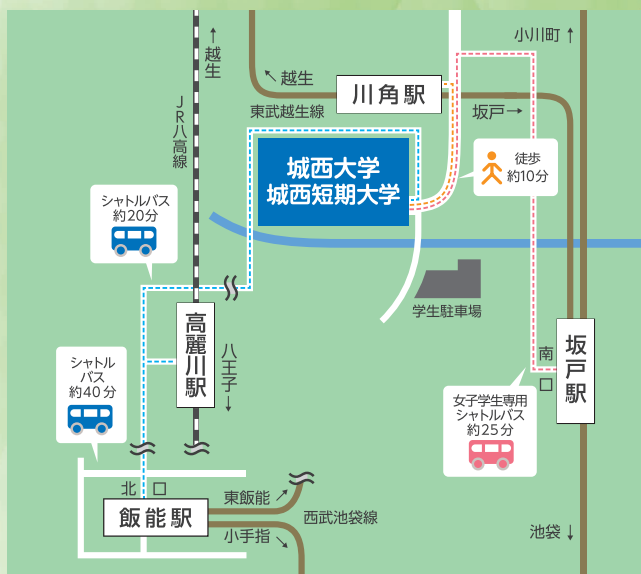 小川町↑
↑
越生
↖越生
川角駅
東武越生線
坂戸→
JR八高線
城西大学
城西短期大学
徒歩
約10分
シャトルバス
約20分
学生駐車場
高麗川駅
八王子↓
南口
坂戸駅
シャトル
バス
約40分
女子学生専用
シャトルバス
約25分
北口
飯能駅
東飯能↗
西武池袋線
小手指↘
池袋↓